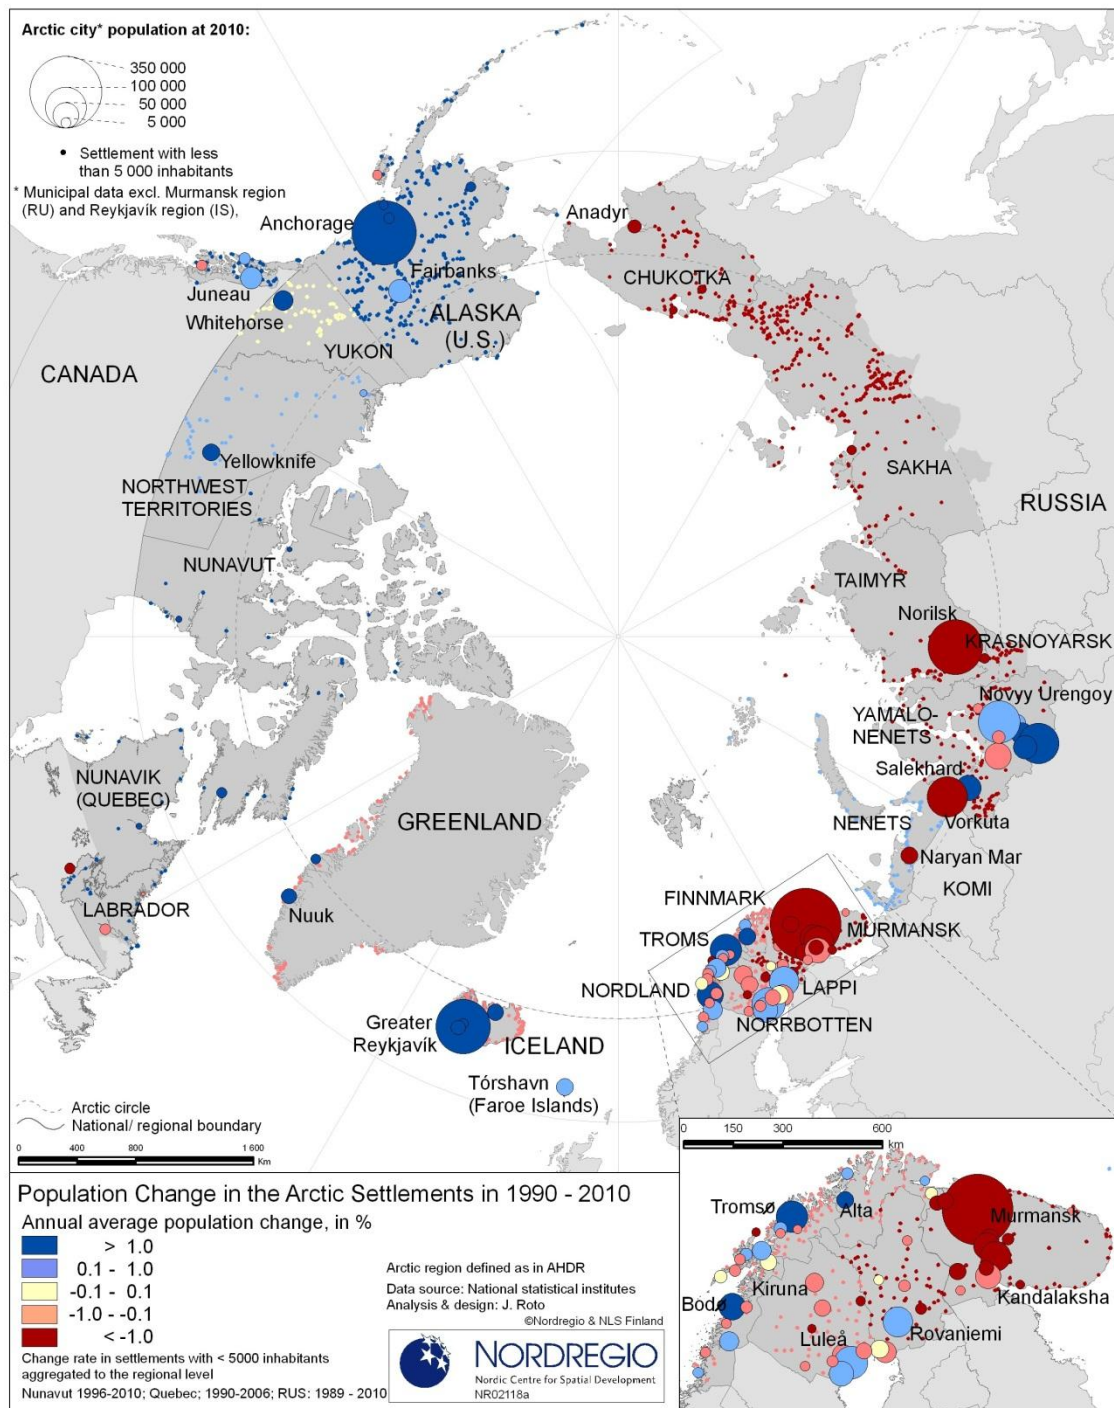 Arctic city* population at 2010:
350 000
100 000
50 000
5 000
Settlement with less
than 5 000 inhabitants
* Municipal data excl. Murmansk region
(RU) and Reykjavík region (IS),
Anchorage
Fairbanks
Juneau
Whitehorse
ALASKA
(U.S.)
YUKON
CANADA
Anadyr
CHUKOTKA
Yellowknife
NORTHWEST
TERRITORIES
NUNAVUT
SAKHA
RUSSIA
TAIMYR
Norilsk
KRASNOYARSK
Novyy Urengoy
YAMALO-
NENETS
Salekhard
NENETS
Vorkuta
Naryan Mar
KOMI
NUNAVIK
(QUEBEC)
LABRADOR
GREENLAND
Nuuk
FINNMARK
MURMANSK
TROMS
NORDLAND
LAPPI
NORRBOTTEN
Greater
Reykjavík
ICELAND
Tórshavn
(Faroe Islands)
Arctic circle
National/ regional boundary
0 400 800 1 600
Km
0 150 300 600
km
Tromsø
Alta
Murmansk
Kiruna
Kandalaksha
Bodø
Luleå
Rovaniemi
Population Change in the Arctic Settlements in 1990 - 2010
Annual average population change, in %
> 1.0
0.1 - 1.0
-0.1 - 0.1
-1.0 - -0.1
< -1.0
Change rate in settlements with < 5000 inhabitants
aggregated to the regional level
Nunavut 1996-2010; Quebec; 1990-2006; RUS: 1989 - 2010
Arctic region defined as in AHDR
Data source: National statistical institutes
Analysis & design: J. Roto
©Nordregio & NLS Finland
NORDREGIO
Nordic Centre for Spatial Development
NR02118a